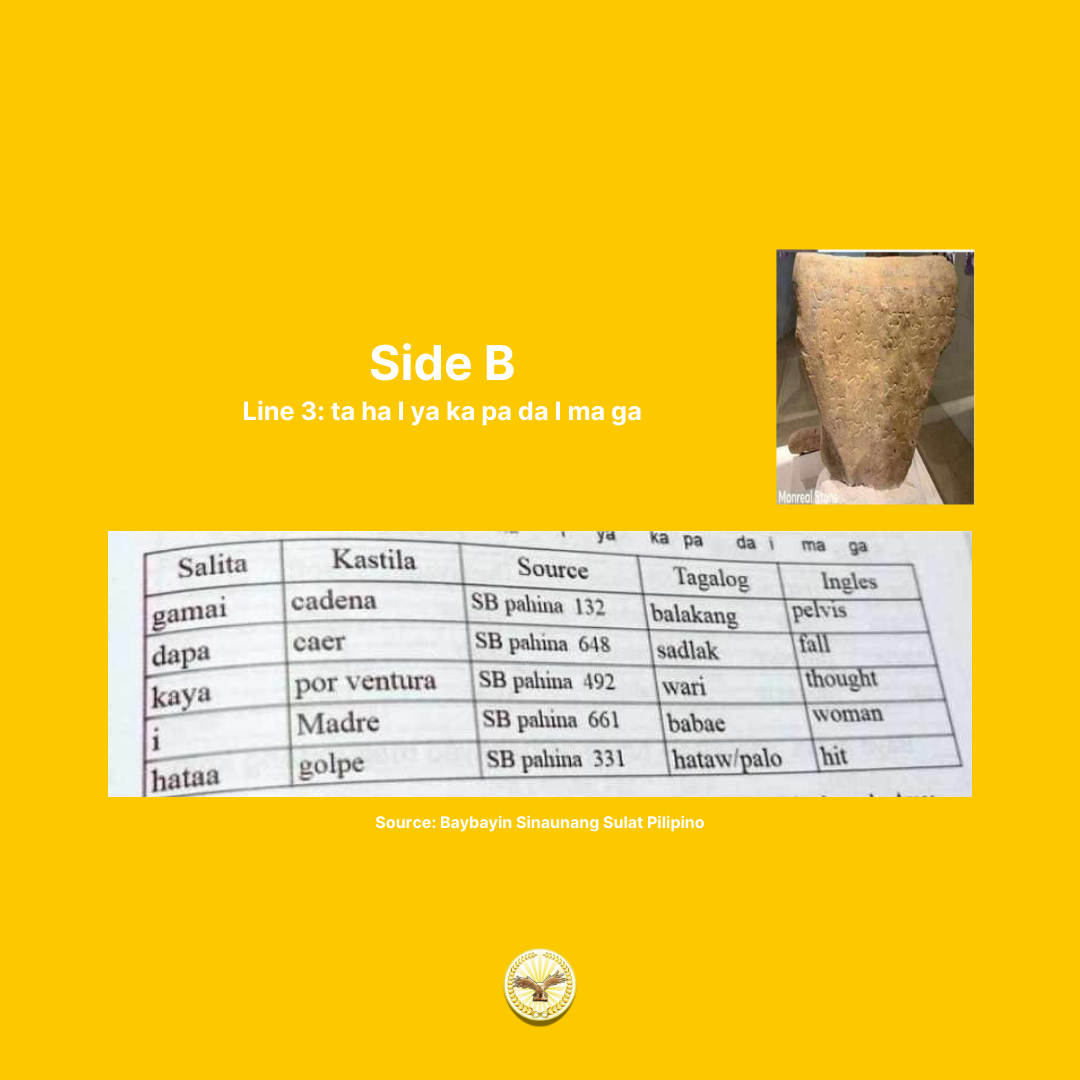 Side B
Line 3: ta ha I ya ka pa da I ma ga
Monreal Stone
ya ka pa da i ma ga
Salita Kastila Source Tagalog Ingles
gamai cadena SB pahina 132 balakang pelvis
dapa caer SB pahina 648 sadlak fall
kaya por ventura SB pahina 492 wari thought
i Madre SB pahina 661 babae woman
hataa golpe SB pahina 331 hataw/palo hit
Source: Baybayin Sinaunang Sulat Pilipino